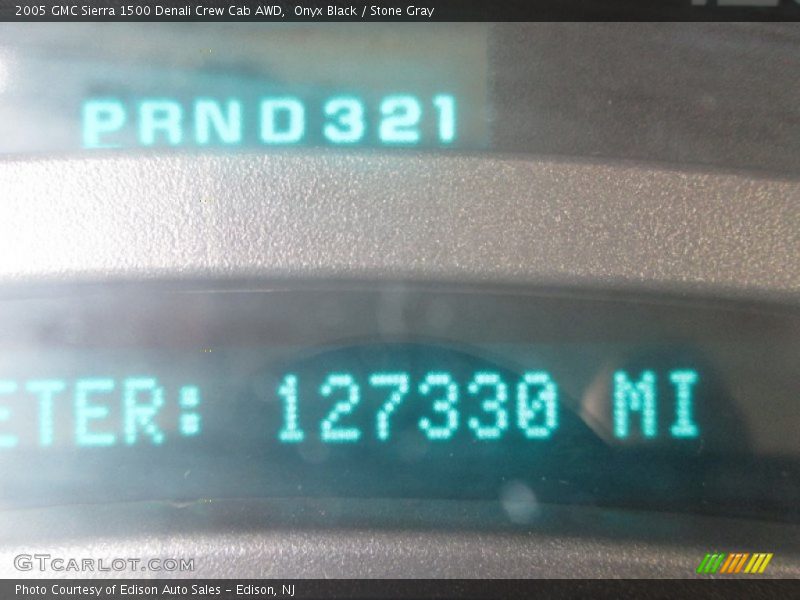 2005 GMC Sierra 1500 Denali Crew Cab AWD,  Onyx Black / Stone Gray
PRND321
ETER: 127330 MI
GTCARLOT.COM
Photo Courtesy of Edison Auto Sales - Edison, NJ